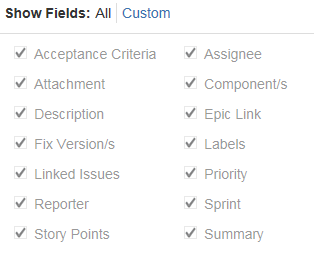 Show Fields: All Custom
Acceptance Criteria Assignee
Attachment Component/s
Description Epic Link
Fix Version/s Labels
Linked Issues Priority
Reporter Sprint
Story Points Summary